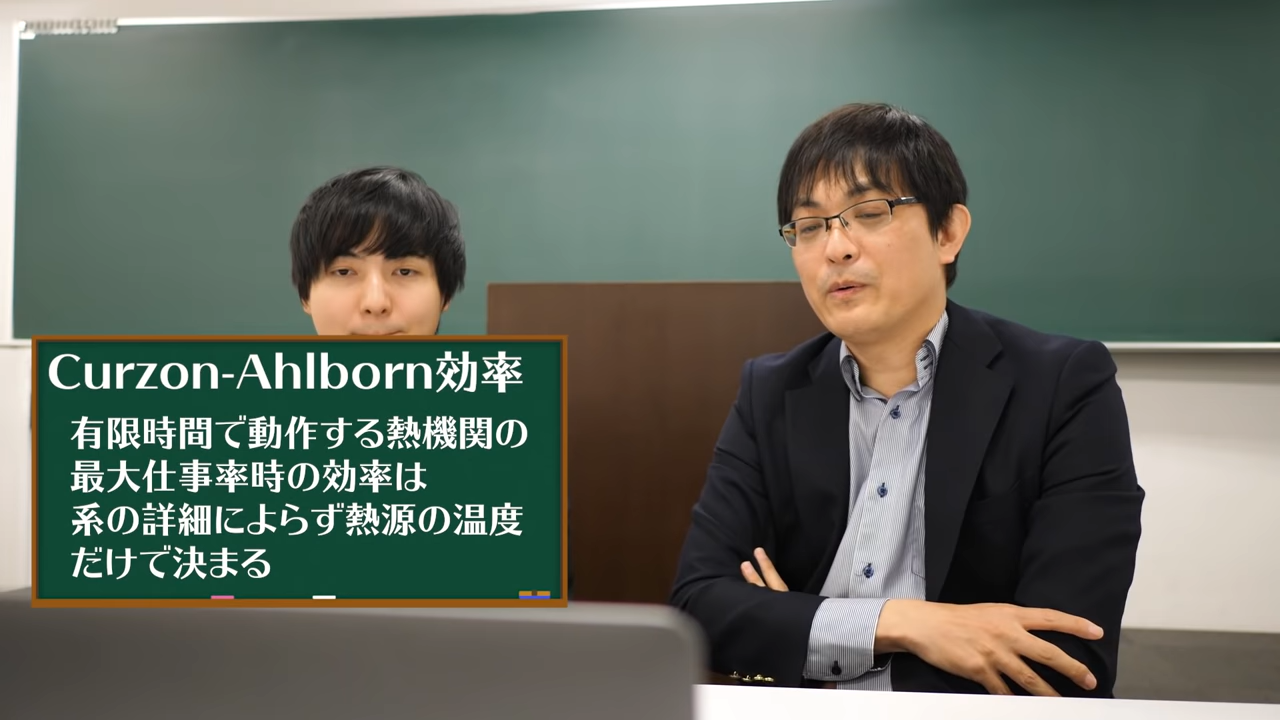 Curzon-Ahlborn効率
有限時間で動作する熱機関の
最大仕事率時の効率は
系の詳細によらず熱源の温度
だけで決まる